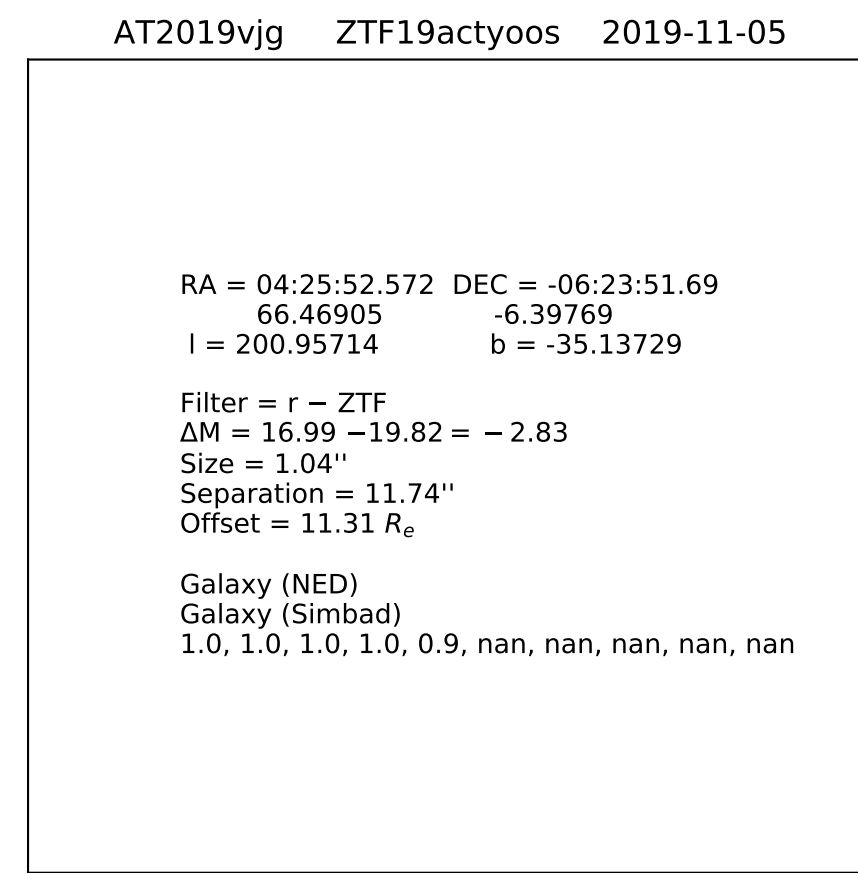 AT2019vjg ZTF19actyoos 2019-11-05
RA = 04:25:52.572 DEC = -06:23:51.69
66.46905 -6.39769
l = 200.95714 b = -35.13729
Filter = r − ZTF
ΔM = 16.99 −19.82 = − 2.83
Size = 1.04''
Separation = 11.74''
Offset = 11.31 Rₑ
Galaxy (NED)
Galaxy (Simbad)
1.0, 1.0, 1.0, 1.0, 0.9, nan, nan, nan, nan, nan